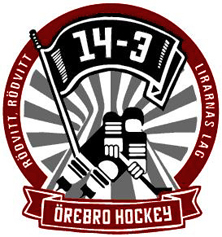 14-3
RÖDVITT, RÖDVITT
LIRARNAS LAG
ÖREBRO HOCKEY